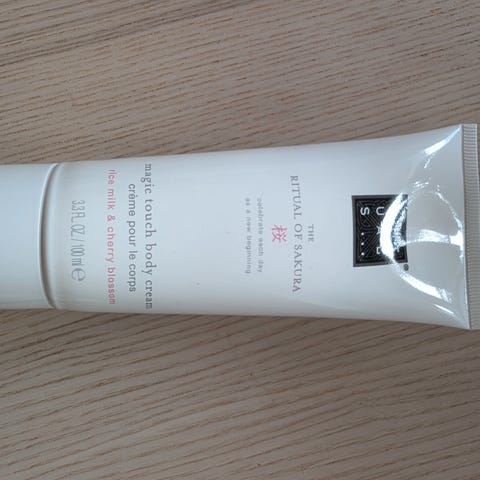 THE
RITUAL OF SAKURA
桜
celebrate each day
as a new beginning
magic touch body cream
crème pour le corps
rice milk & cherry blossom
3.3 FL. OZ / 100 ml ℮